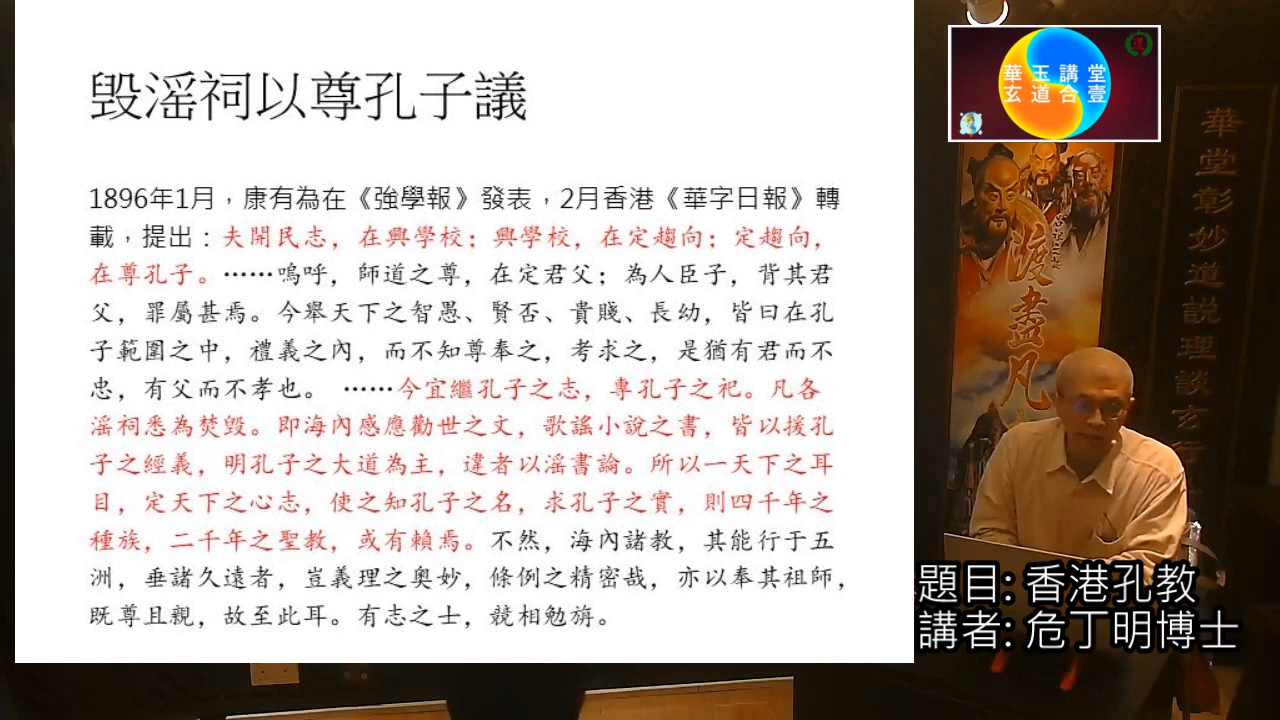 毀滛祠以尊孔子議
1896年1月，康有為在《強學報》發表，2月香港《華字日報》轉
載，提出：夫開民志，在興學校；興學校，在定趨向；定趨向，
在尊孔子。⋯⋯嗚呼，師道之尊，在定君父；為人臣子，背其君
父，罪屬甚焉。今舉天下之智愚、賢否、貴賤、長幼，皆曰在孔
子範圍之中，禮義之內，而不知尊奉之，考求之，是猶有君而不
忠，有父而不孝也。 ⋯⋯今宜繼孔子之志，專孔子之祀。凡各
滛祠悉為焚毀。即海內感應勸世之文，歌謠小說之書，皆以援孔
子之經義，明孔子之大道為主，違者以滛書論。所以一天下之耳
目，定天下之心志，使之知孔子之名，求孔子之實，則四千年之
種族，二千年之聖教，或有賴焉。不然，海內諸教，其能行于五
洲，垂諸久遠者，豈義理之奧妙，條例之精密哉，亦以奉其祖師，
既尊且親，故至此耳。有志之士，競相勉旃。
華玉講堂
玄道合壹
道
渡盡凡
華堂彰妙道説理談玄行
題目: 香港孔教
講者: 危丁明博士